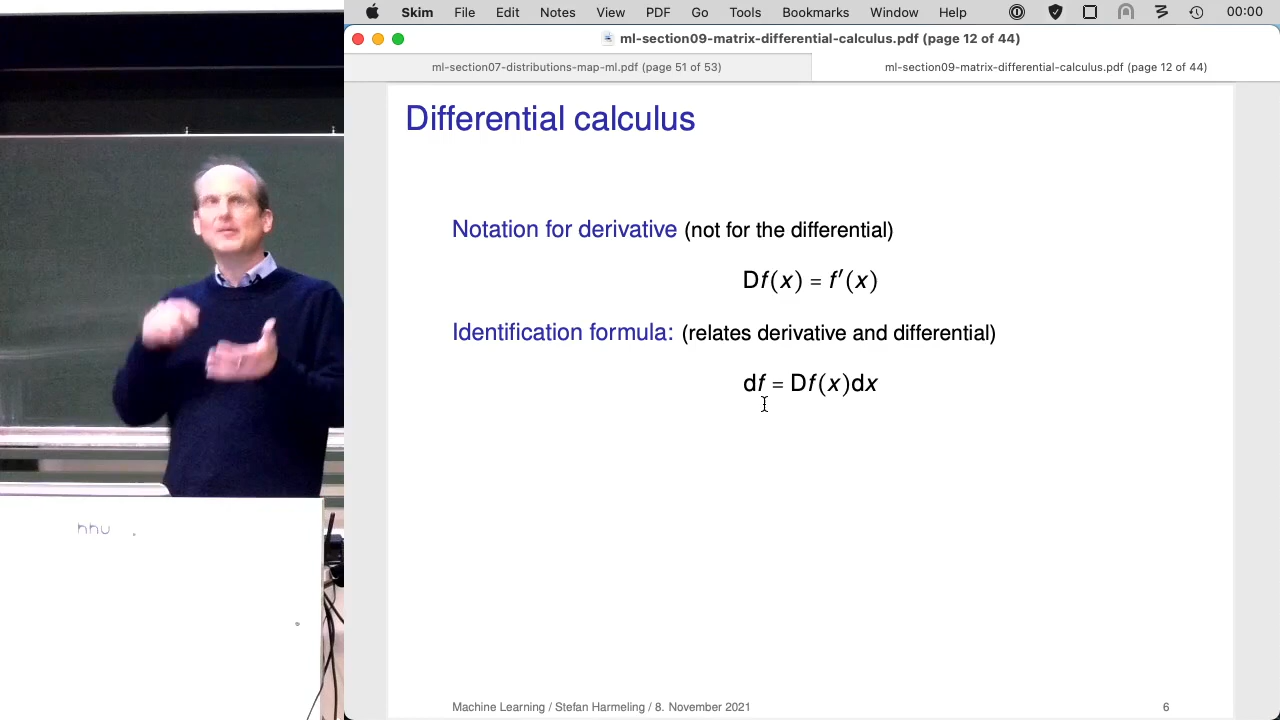 Skim File Edit Notes View PDF Go Tools Bookmarks Window Help 00:00
ml-section09-matrix-differential-calculus.pdf (page 12 of 44)
ml-section07-distributions-map-ml.pdf (page 51 of 53)
ml-section09-matrix-differential-calculus.pdf (page 12 of 44)
Differential calculus
Notation for derivative (not for the differential)
Df(x) = f′(x)
Identification formula: (relates derivative and differential)
df = Df(x)dx
Machine Learning / Stefan Harmeling / 8. November 2021
6
hhu